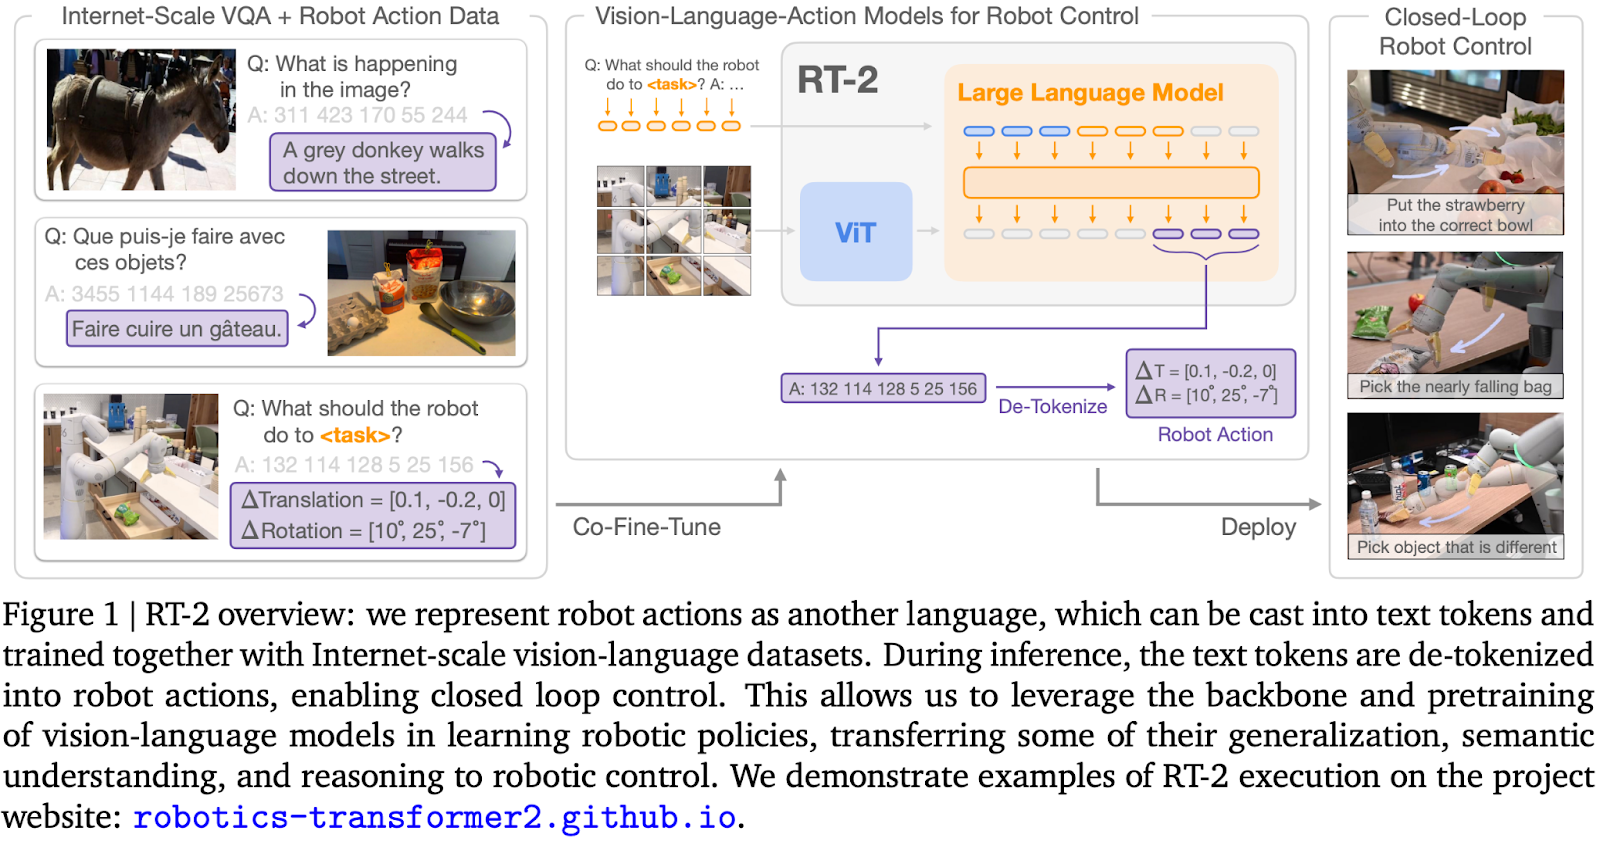 Internet-Scale VQA + Robot Action Data
Q: What is happening
in the image?
A: 311 423 170 55 244
A grey donkey walks
down the street.
Q: Que puis-je faire avec
ces objets?
A: 3455 1144 189 25673
Faire cuire un gâteau.
Q: What should the robot
do to <task>?
A: 132 114 128 5 25 156
ΔTranslation = [0.1, -0.2, 0]
ΔRotation = [10°, 25°, -7°]
Co-Fine-Tune
Vision-Language-Action Models for Robot Control
Q: What should the robot
do to <task>? A: ...
RT-2
Large Language Model
ViT
A: 132 114 128 5 25 156
De-Tokenize
ΔT = [0.1, -0.2, 0]
ΔR = [10°, 25°, -7°]
Robot Action
Deploy
Closed-Loop
Robot Control
Put the strawberry
into the correct bowl
Pick the nearly falling bag
Pick object that is different
Figure 1 | RT-2 overview: we represent robot actions as another language, which can be cast into text tokens and
trained together with Internet-scale vision-language datasets. During inference, the text tokens are de-tokenized
into robot actions, enabling closed loop control. This allows us to leverage the backbone and pretraining
of vision-language models in learning robotic policies, transferring some of their generalization, semantic
understanding, and reasoning to robotic control. We demonstrate examples of RT-2 execution on the project
website: robotics-transformer2.github.io.